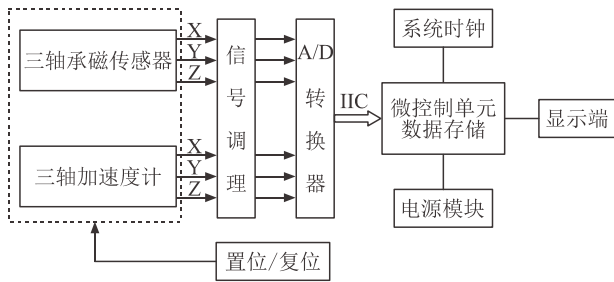 三轴承磁传感器
X
Y
Z
三轴加速度计
X
Y
Z
信号调理
A/D转换器
IIC
系统时钟
微控制单元
数据存储
显示端
电源模块
置位/复位